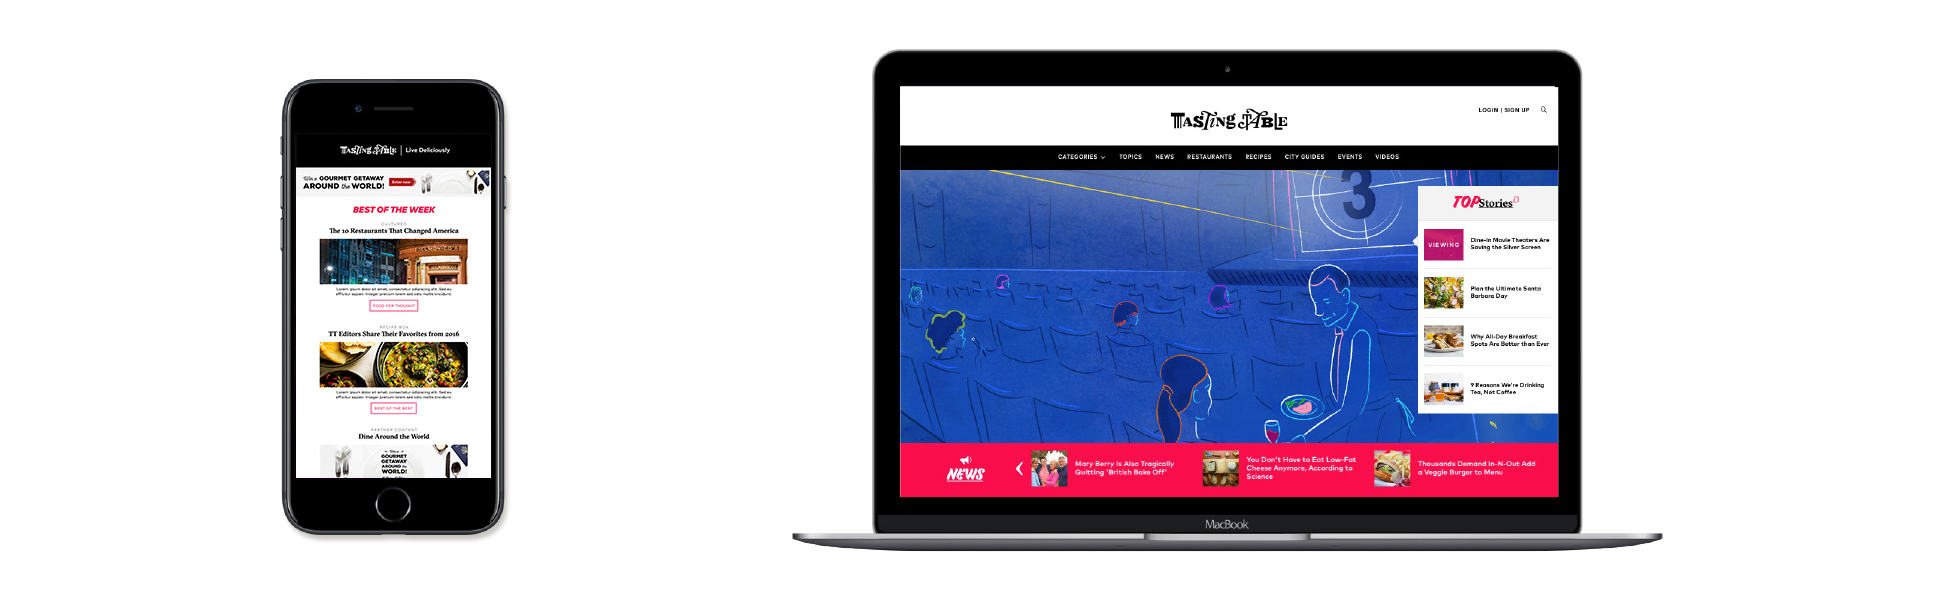 TASTING TABLE | Live Deliciously
Win a GOURMET GETAWAY
AROUND the WORLD!
Enter now
BEST OF THE WEEK
CULTURED
The 10 Restaurants That Changed America
DELMONICO'S
Lorem ipsum dolor sit amet, consectetur adipiscing elit. Sed eu
efficitur sapien. Integer pretium lorem sed odio mattis tincidunt.
FOOD FOR THOUGHT
RECIPE BOX
TT Editors Share Their Favorites from 2016
Lorem ipsum dolor sit amet, consectetur adipiscing elit. Sed eu
efficitur sapien. Integer pretium lorem sed odio mattis tincidunt.
BEST OF THE BEST
PARTNER CONTENT
Dine Around the World
GOURMET
GETAWAY
AROUND the
WORLD!
TASTING TABLE
LOGIN | SIGN UP
CATEGORIES TOPICS NEWS RESTAURANTS RECIPES CITY GUIDES EVENTS VIDEOS
3
TOP Stories
VIEWING
Dine-In Movie Theaters Are
Saving the Silver Screen
Plan the Ultimate Santa
Barbara Day
Why All-Day Breakfast
Spots Are Better than Ever
9 Reasons We're Drinking
Tea, Not Coffee
NEWS
Mary Berry Is Also Tragically
Quitting 'British Bake Off'
You Don't Have to Eat Low-Fat
Cheese Anymore, According to
Science
Thousands Demand In-N-Out Add
a Veggie Burger to Menu
MacBook